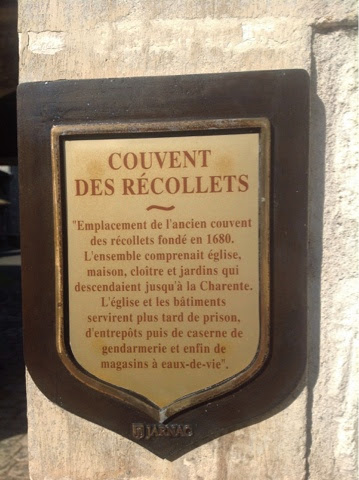 COUVENT
DES RÉCOLLETS
~
"Emplacement de l'ancien couvent
des récollets fondé en 1680.
L'ensemble comprenait église,
maison, cloître et jardins qui
descendaient jusqu'à la Charente.
L'église et les bâtiments
servirent plus tard de prison,
d'entrepôts puis de caserne de
gendarmerie et enfin de
magasins à eaux-de-vie".
JARNAC